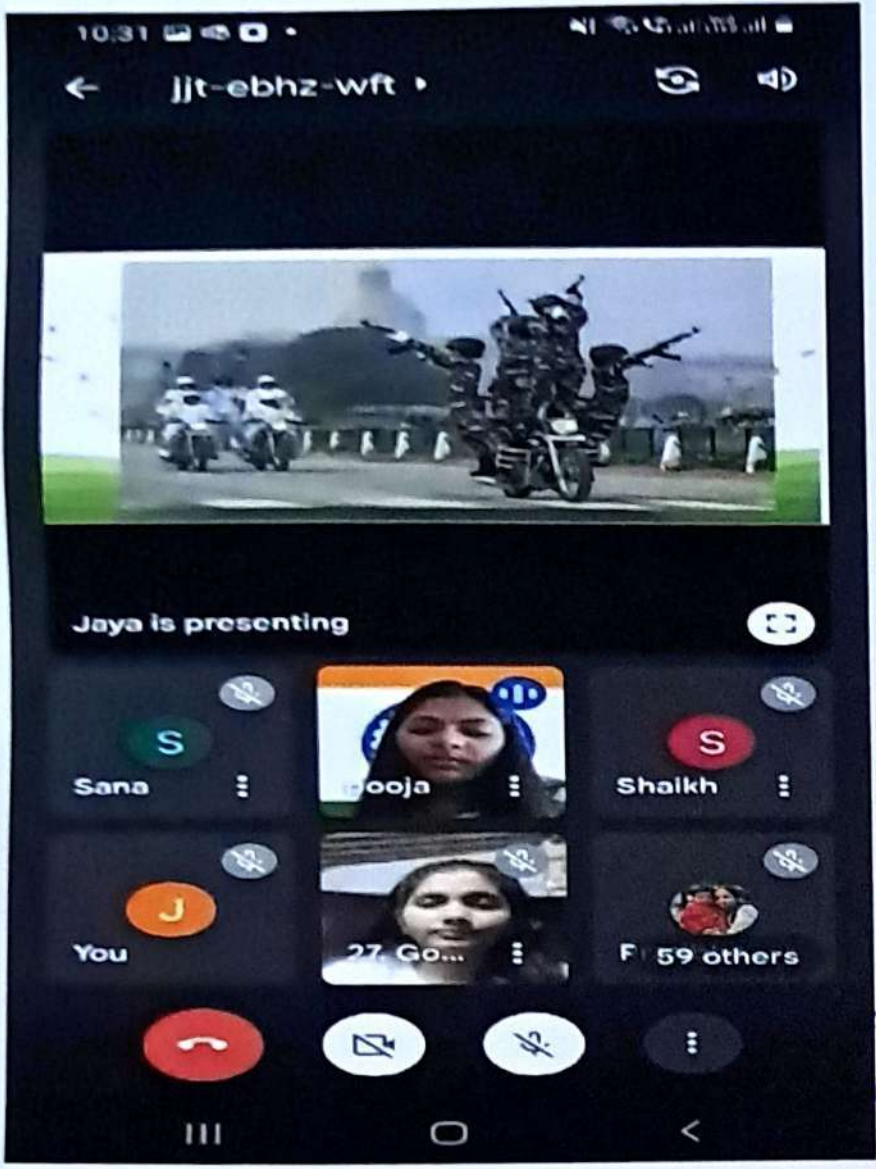 10:31
jjt-ebhz-wft
Jaya is presenting
S
S
Sana
ooja
Shaikh
J
You
27. Go...
59 others